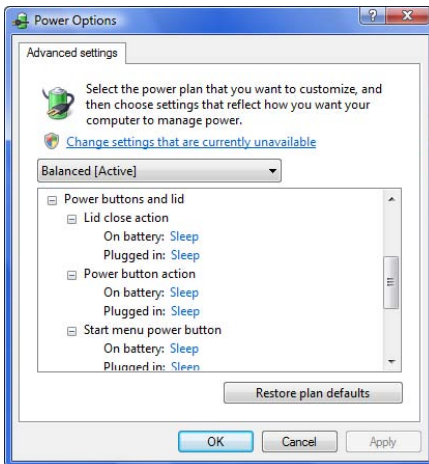 Power Options
Advanced settings
Select the power plan that you want to customize, and
then choose settings that reflect how you want your
computer to manage power.
Change settings that are currently unavailable
Balanced [Active]
Power buttons and lid
Lid close action
On battery: Sleep
Plugged in: Sleep
Power button action
On battery: Sleep
Plugged in: Sleep
Start menu power button
On battery: Sleep
Plugged in: Sleep
Restore plan defaults
OK
Cancel
Apply